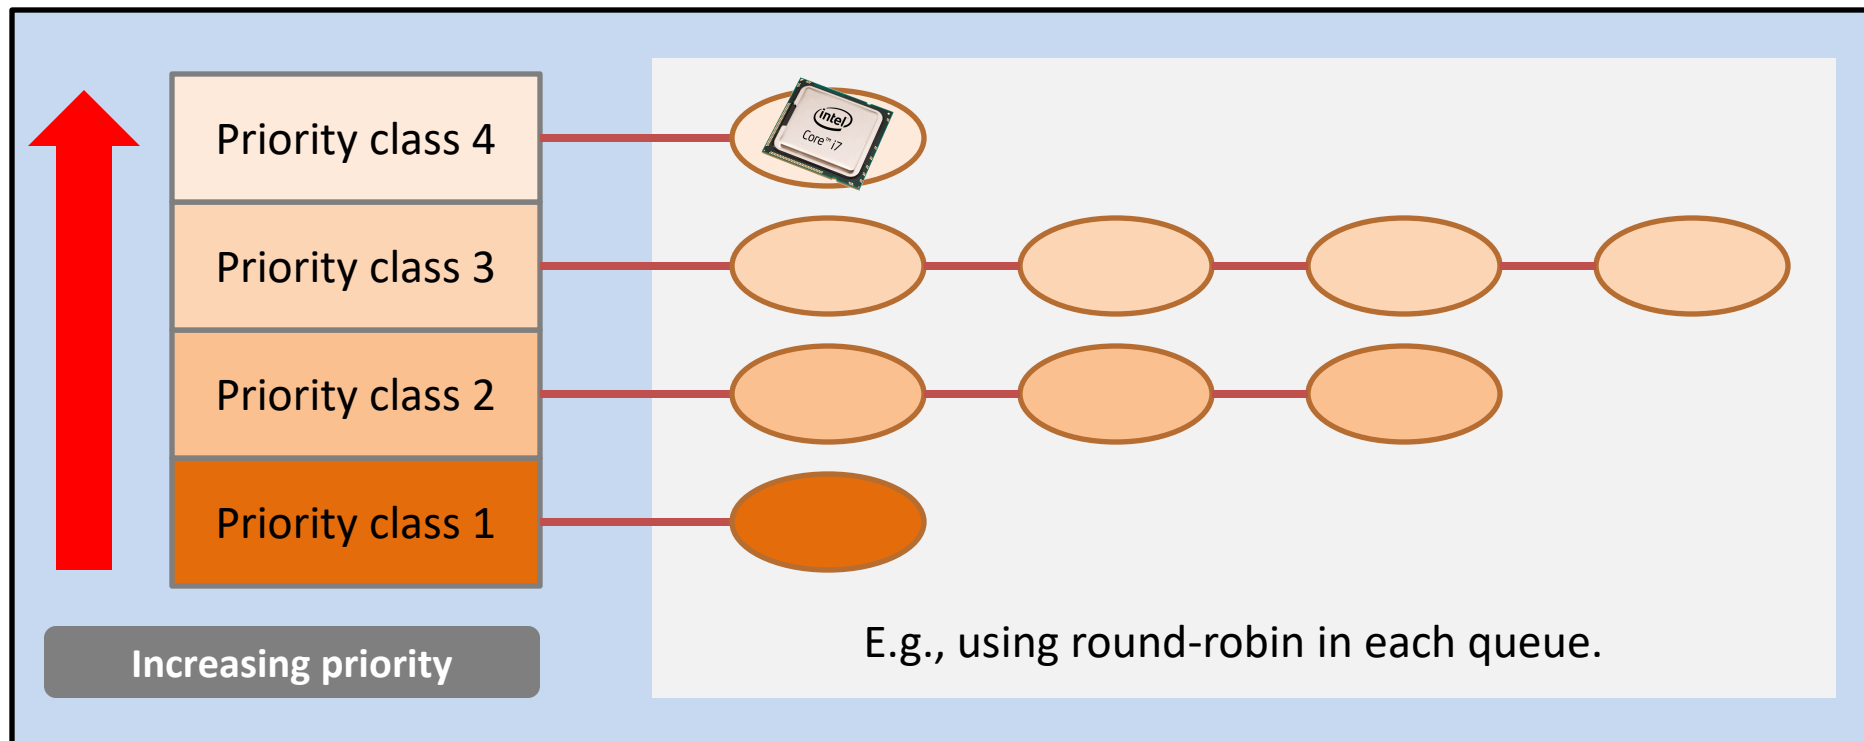 Priority class 4
intel
Core™ i7
Priority class 3
Priority class 2
Priority class 1
Increasing priority
E.g., using round-robin in each queue.